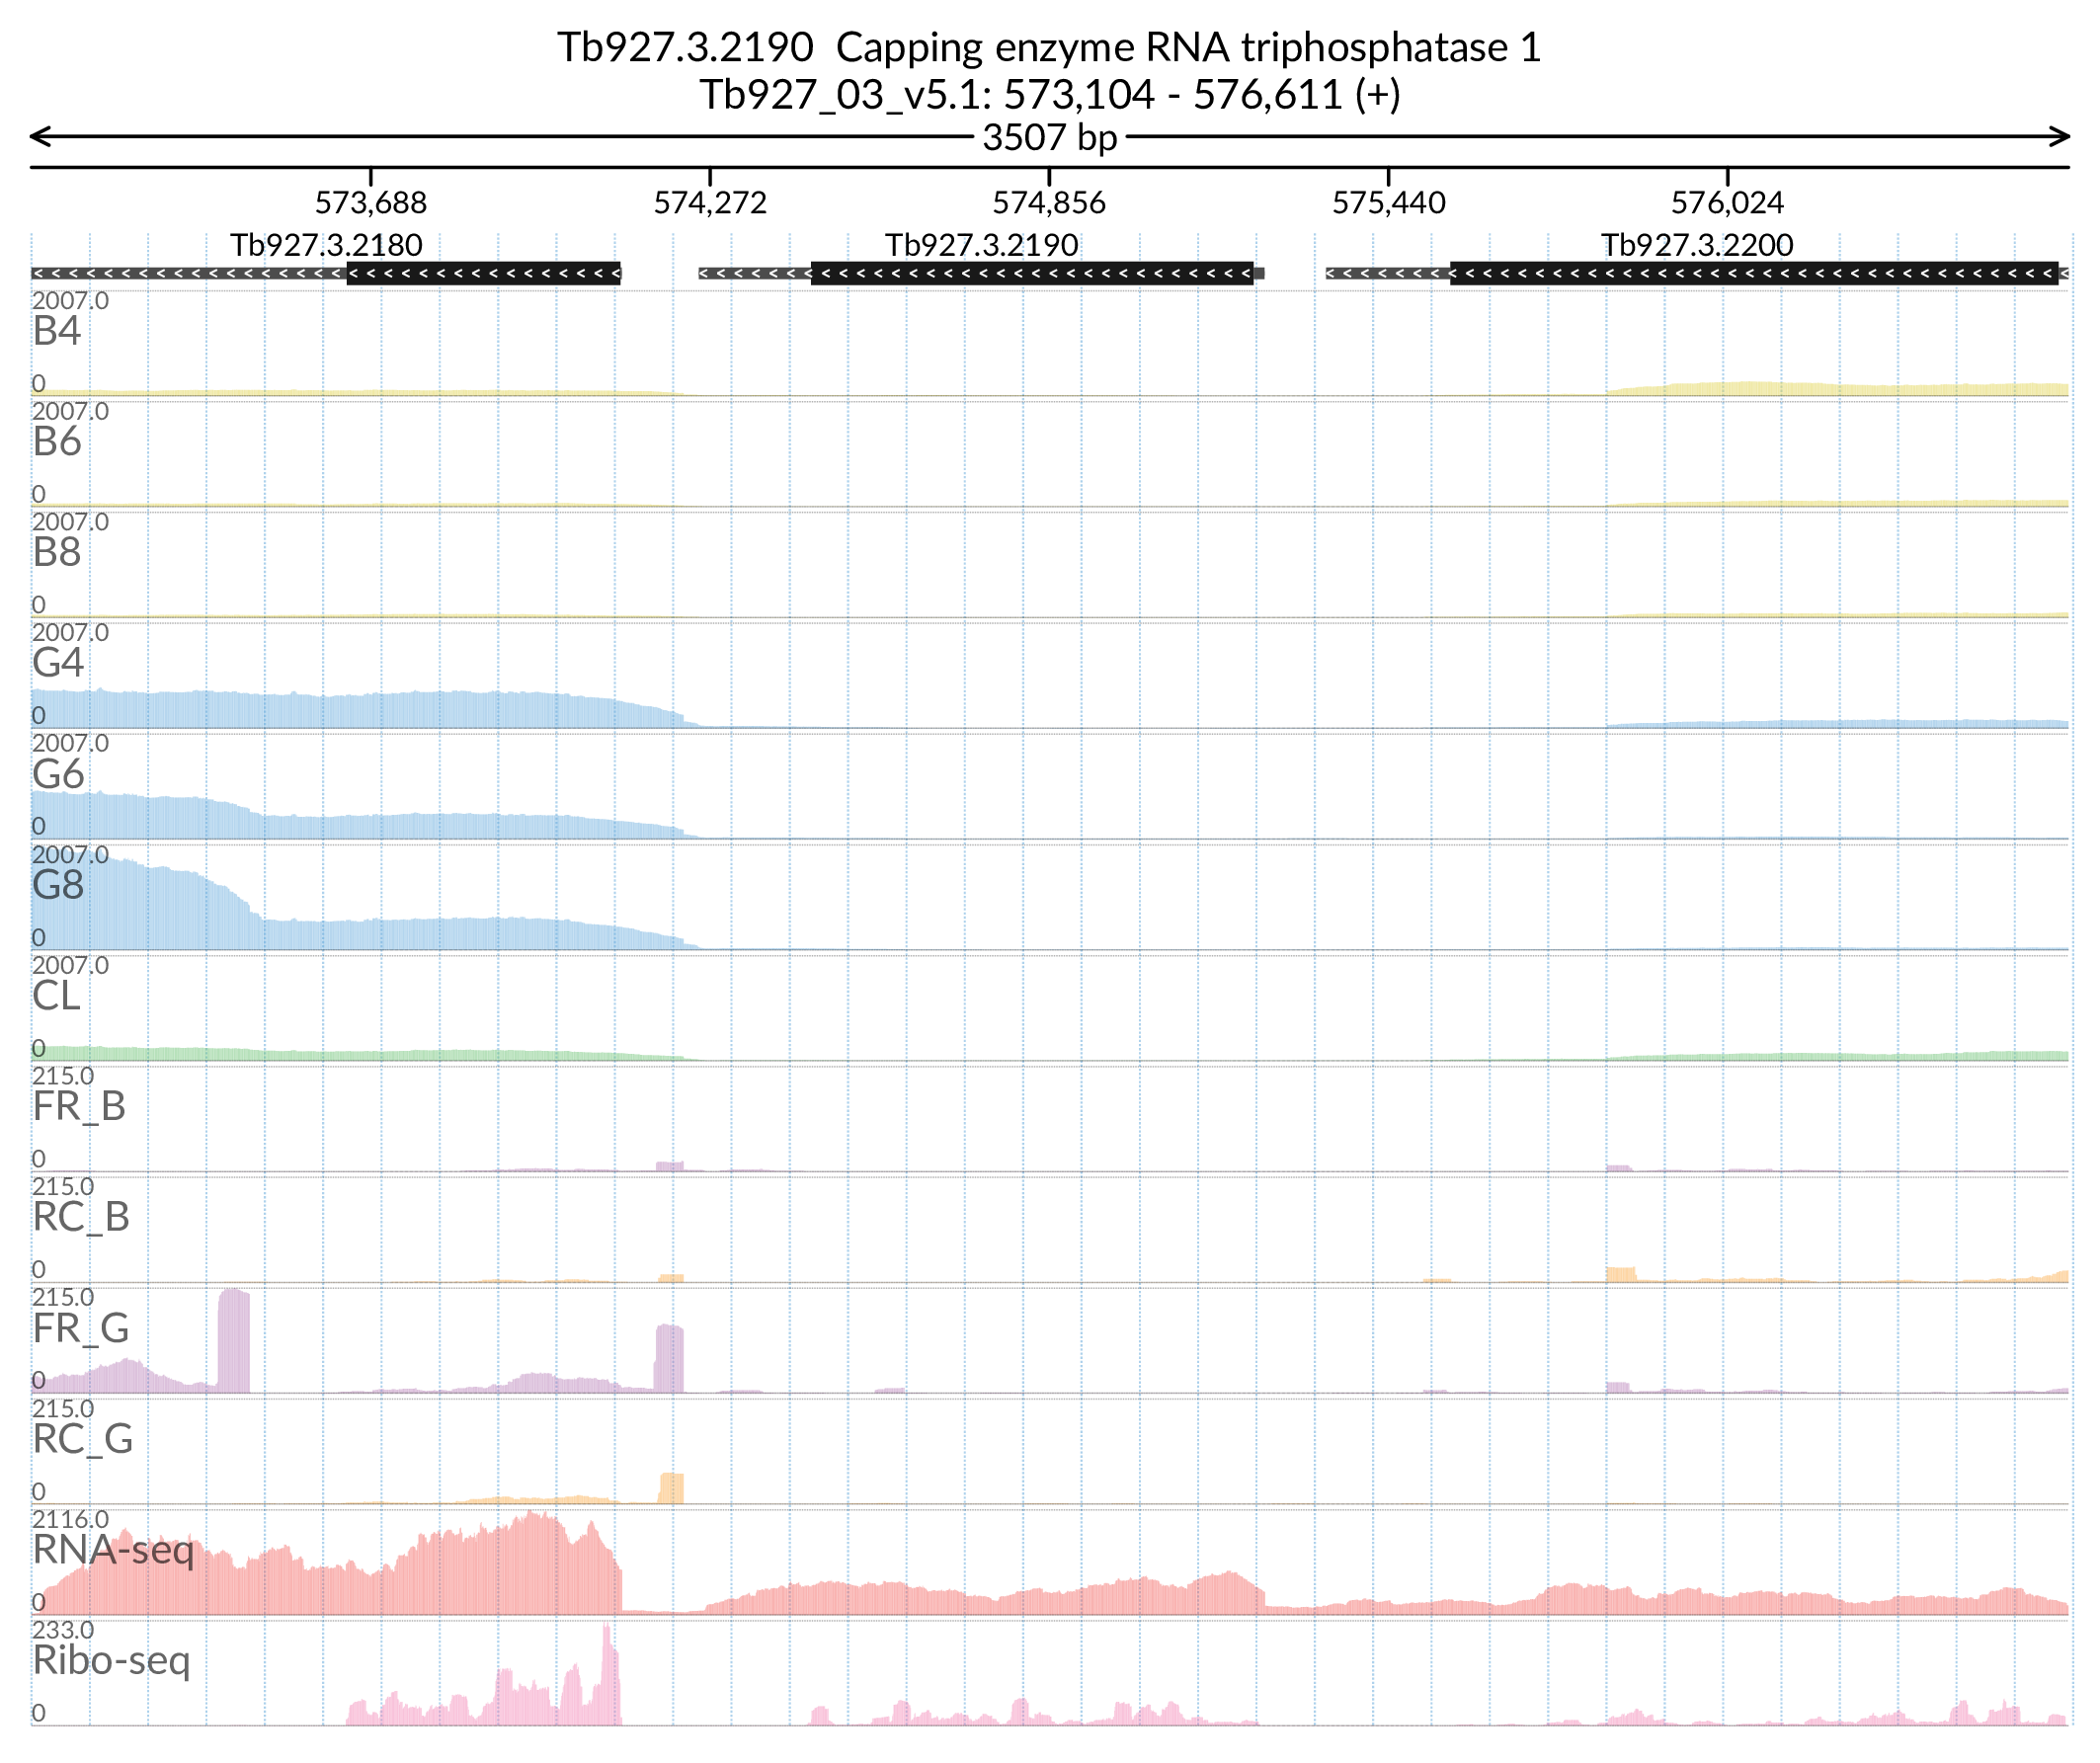 Tb927.3.2190  Capping enzyme RNA triphosphatase 1
Tb927_03_v5.1: 573,104 - 576,611 (+)
3507 bp
573,688 574,272 574,856 575,440 576,024
Tb927.3.2180 Tb927.3.2190 Tb927.3.2200
2007.0
B4
0
2007.0
B6
0
2007.0
B8
0
2007.0
G4
0
2007.0
G6
0
2007.0
G8
0
2007.0
CL
0
215.0
FR_B
0
215.0
RC_B
0
215.0
FR_G
0
215.0
RC_G
0
2116.0
RNA-seq
0
233.0
Ribo-seq
0